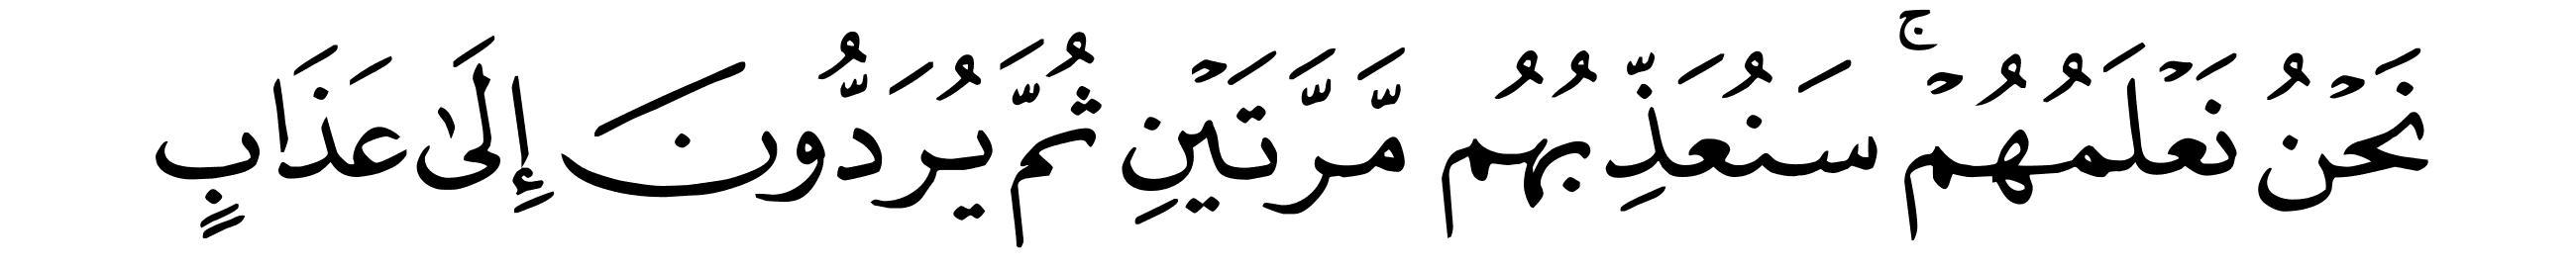 نَحۡنُ نَعۡلَمُهُمۡۚ سَنُعَذِّبُهُم مَّرَّتَيۡنِ ثُمَّ يُرَدُّونَ إِلَىٰ عَذَابٍ